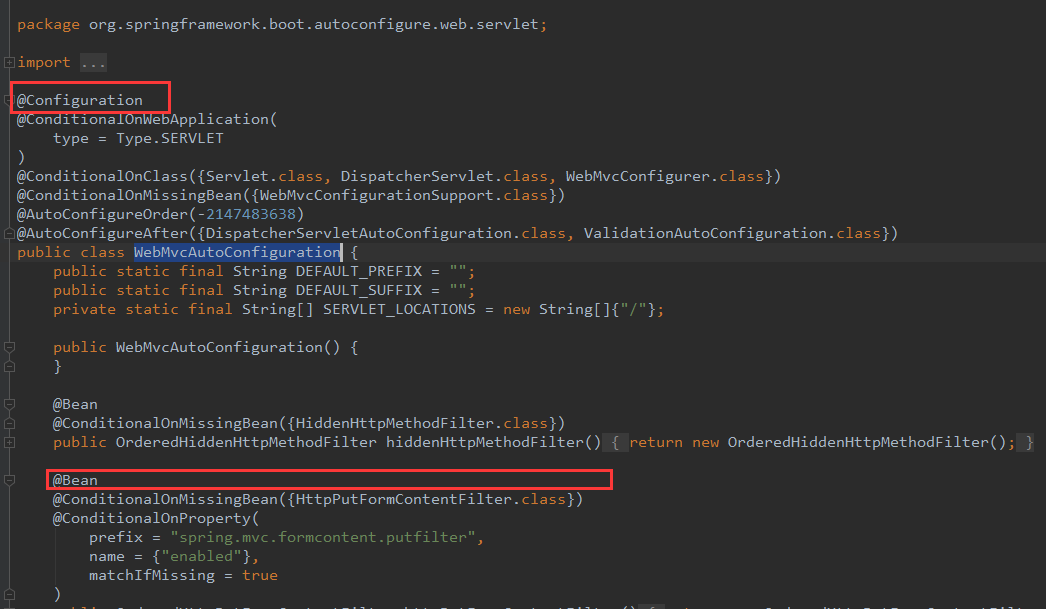 package org.springframework.boot.autoconfigure.web.servlet;
import ...
@Configuration
@ConditionalOnWebApplication(
    type = Type.SERVLET
)
@ConditionalOnClass({Servlet.class, DispatcherServlet.class, WebMvcConfigurer.class})
@ConditionalOnMissingBean({WebMvcConfigurationSupport.class})
@AutoConfigureOrder(-2147483638)
@AutoConfigureAfter({DispatcherServletAutoConfiguration.class, ValidationAutoConfiguration.class})
public class WebMvcAutoConfiguration {
    public static final String DEFAULT_PREFIX = "";
    public static final String DEFAULT_SUFFIX = "";
    private static final String[] SERVLET_LOCATIONS = new String[]{"/"};
    public WebMvcAutoConfiguration() {
    }
    @Bean
    @ConditionalOnMissingBean({HiddenHttpMethodFilter.class})
    public OrderedHiddenHttpMethodFilter hiddenHttpMethodFilter() { return new OrderedHiddenHttpMethodFilter(); }
    @Bean
    @ConditionalOnMissingBean({HttpPutFormContentFilter.class})
    @ConditionalOnProperty(
        prefix = "spring.mvc.formcontent.putfilter",
        name = {"enabled"},
        matchIfMissing = true
    )